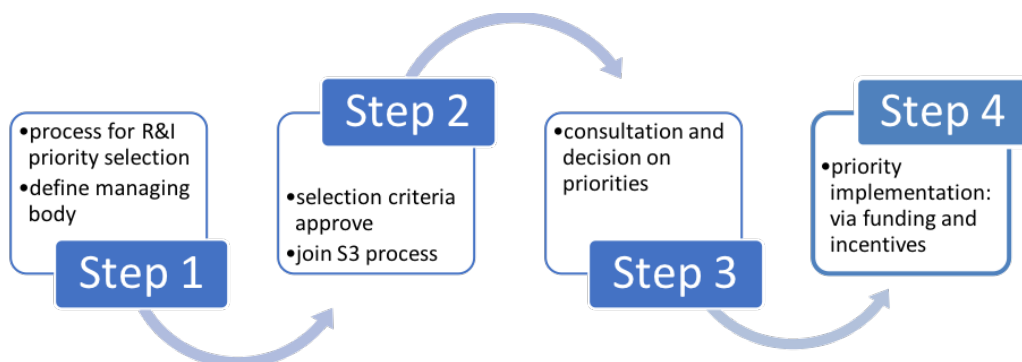 •process for R&I
priority selection
•define managing
body
Step 1
Step 2
•selection criteria
approve
•join S3 process
•consultation and
decision on
priorities
Step 3
Step 4
•priority
implementation:
via funding and
incentives